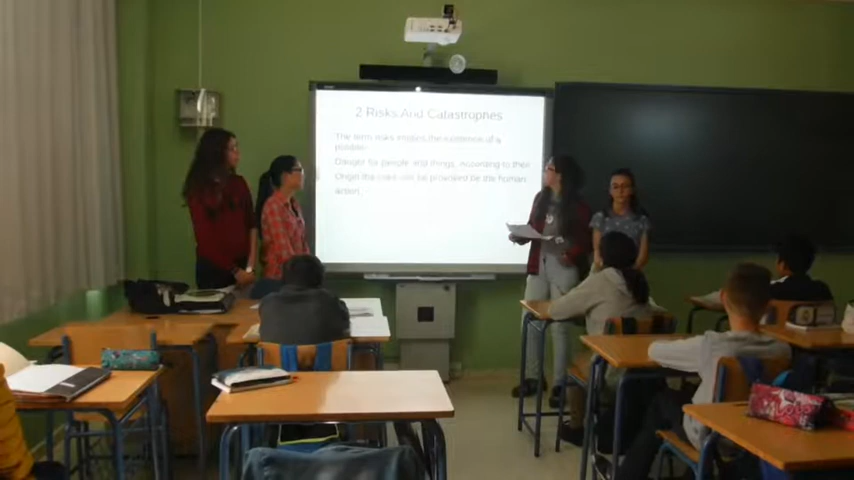 2 Risks And Catastrophes
The term risks implies the existence of a
posible
Danger for people and things. According to their
Origin the risks can be provoked be the human
action.